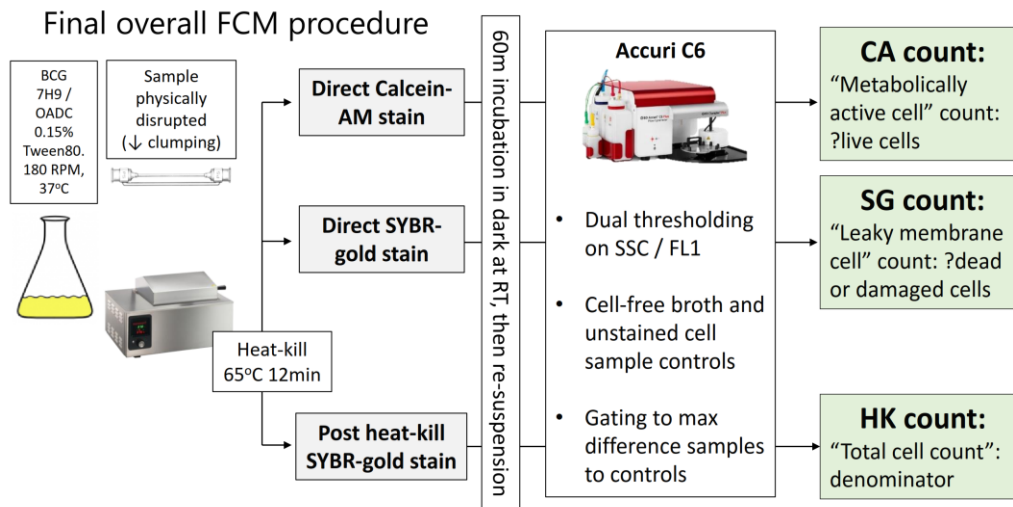 Final overall FCM procedure
BCG
7H9 /
OADC
0.15%
Tween80.
180 RPM,
37ºC
Sample
physically
disrupted
(↓ clumping)
Heat-kill
65ºC 12min
Direct Calcein-
AM stain
Direct SYBR-
gold stain
Post heat-kill
SYBR-gold stain
60m incubation in dark at RT, then re-suspension
Accuri C6
• Dual thresholding
on SSC / FL1
• Cell-free broth and
unstained cell
sample controls
• Gating to max
difference samples
to controls
CA count:
“Metabolically
active cell” count:
?live cells
SG count:
“Leaky membrane
cell” count: ?dead
or damaged cells
HK count:
“Total cell count”:
denominator